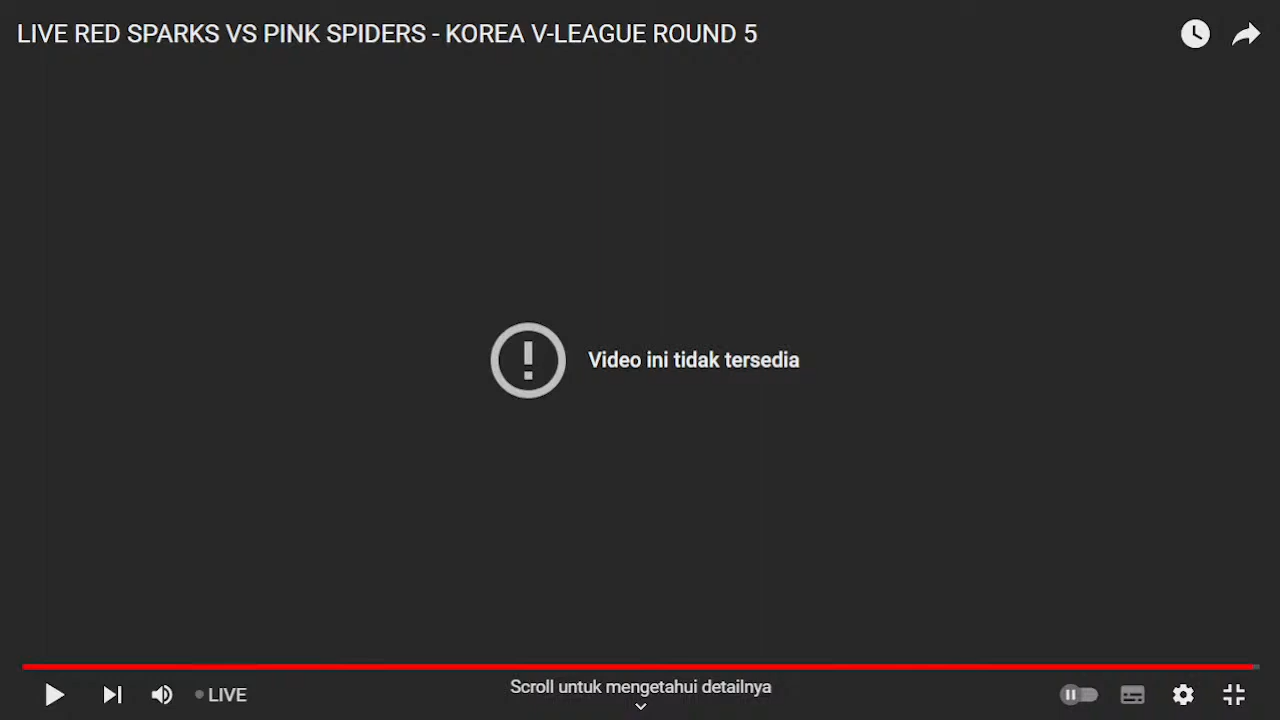 LIVE RED SPARKS VS PINK SPIDERS - KOREA V-LEAGUE ROUND 5
Video ini tidak tersedia
LIVE
Scroll untuk mengetahui detailnya